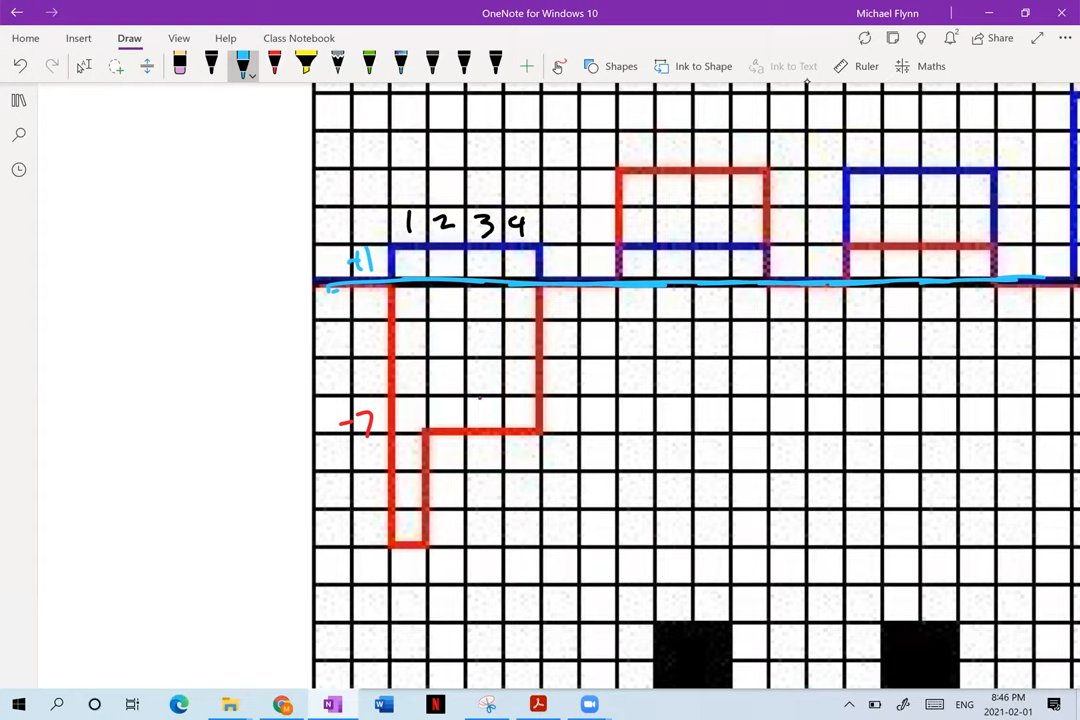 OneNote for Windows 10
Michael Flynn
Home Insert Draw View Help Class Notebook
Share
Shapes Ink to Shape Ink to Text Ruler Maths
1 2 3 4
+1
-7
8:46 PM
ENG
2021-02-01